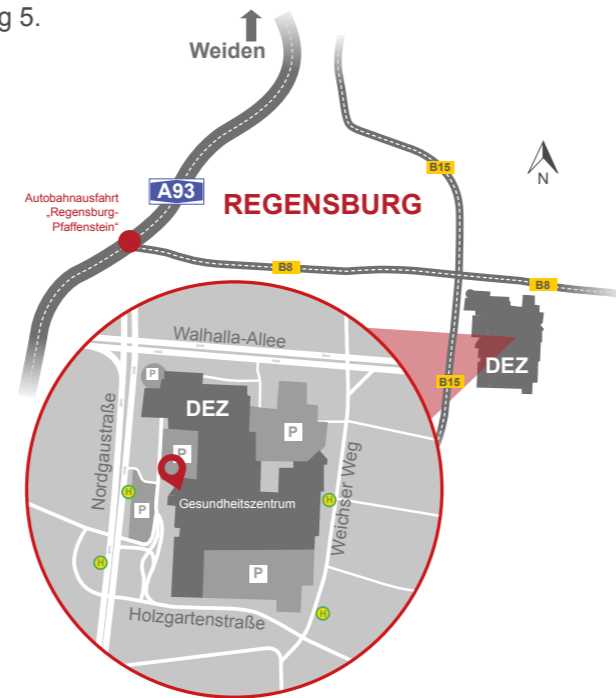 g 5.
Weiden
N
B15
A93
REGENSBURG
Autobahnausfahrt
„Regensburg-
Pfaffenstein“
B8
B8
Walhalla-Allee
DEZ
B15
P
DEZ
Nordgaustraße
P
P
Weichser Weg
H
P
Gesundheitszentrum
H
H
P
Holzgartenstraße
H